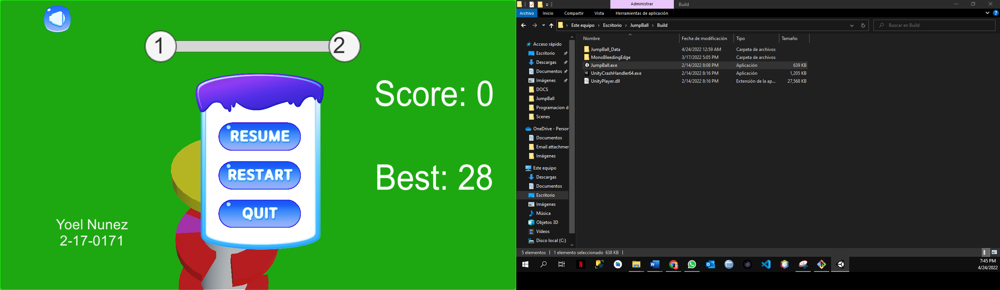 1
2
Score: 0
Best: 28
RESUME
RESTART
QUIT
Yoel Nunez
2-17-0171
Administrar
Build
Archivo Inicio Compartir Vista Herramientas de aplicación
Este equipo › Escritorio › JumpBall › Build
Buscar en Build
Nombre Fecha de modificación Tipo Tamaño
JumpBall_Data 4/24/2022 12:59 AM Carpeta de archivos
MonoBleedingEdge 3/17/2022 5:05 PM Carpeta de archivos
JumpBall.exe 2/14/2022 8:08 PM Aplicación 639 KB
UnityCrashHandler64.exe 2/14/2022 8:16 PM Aplicación 1,205 KB
UnityPlayer.dll 2/14/2022 8:16 PM Extensión de la ap... 27,568 KB
Acceso rápido
Escritorio
Descargas
Documentos
Imágenes
DOCS
JumpBall
Programacion d
Scenes
OneDrive - Person
Documentos
Email attachmer
Imágenes
Este equipo
Descargas
Documentos
Escritorio
Imágenes
Música
Objetos 3D
Vídeos
Disco local (C:)
5 elementos 1 elemento seleccionado 638 KB
7:45 PM
4/24/2022